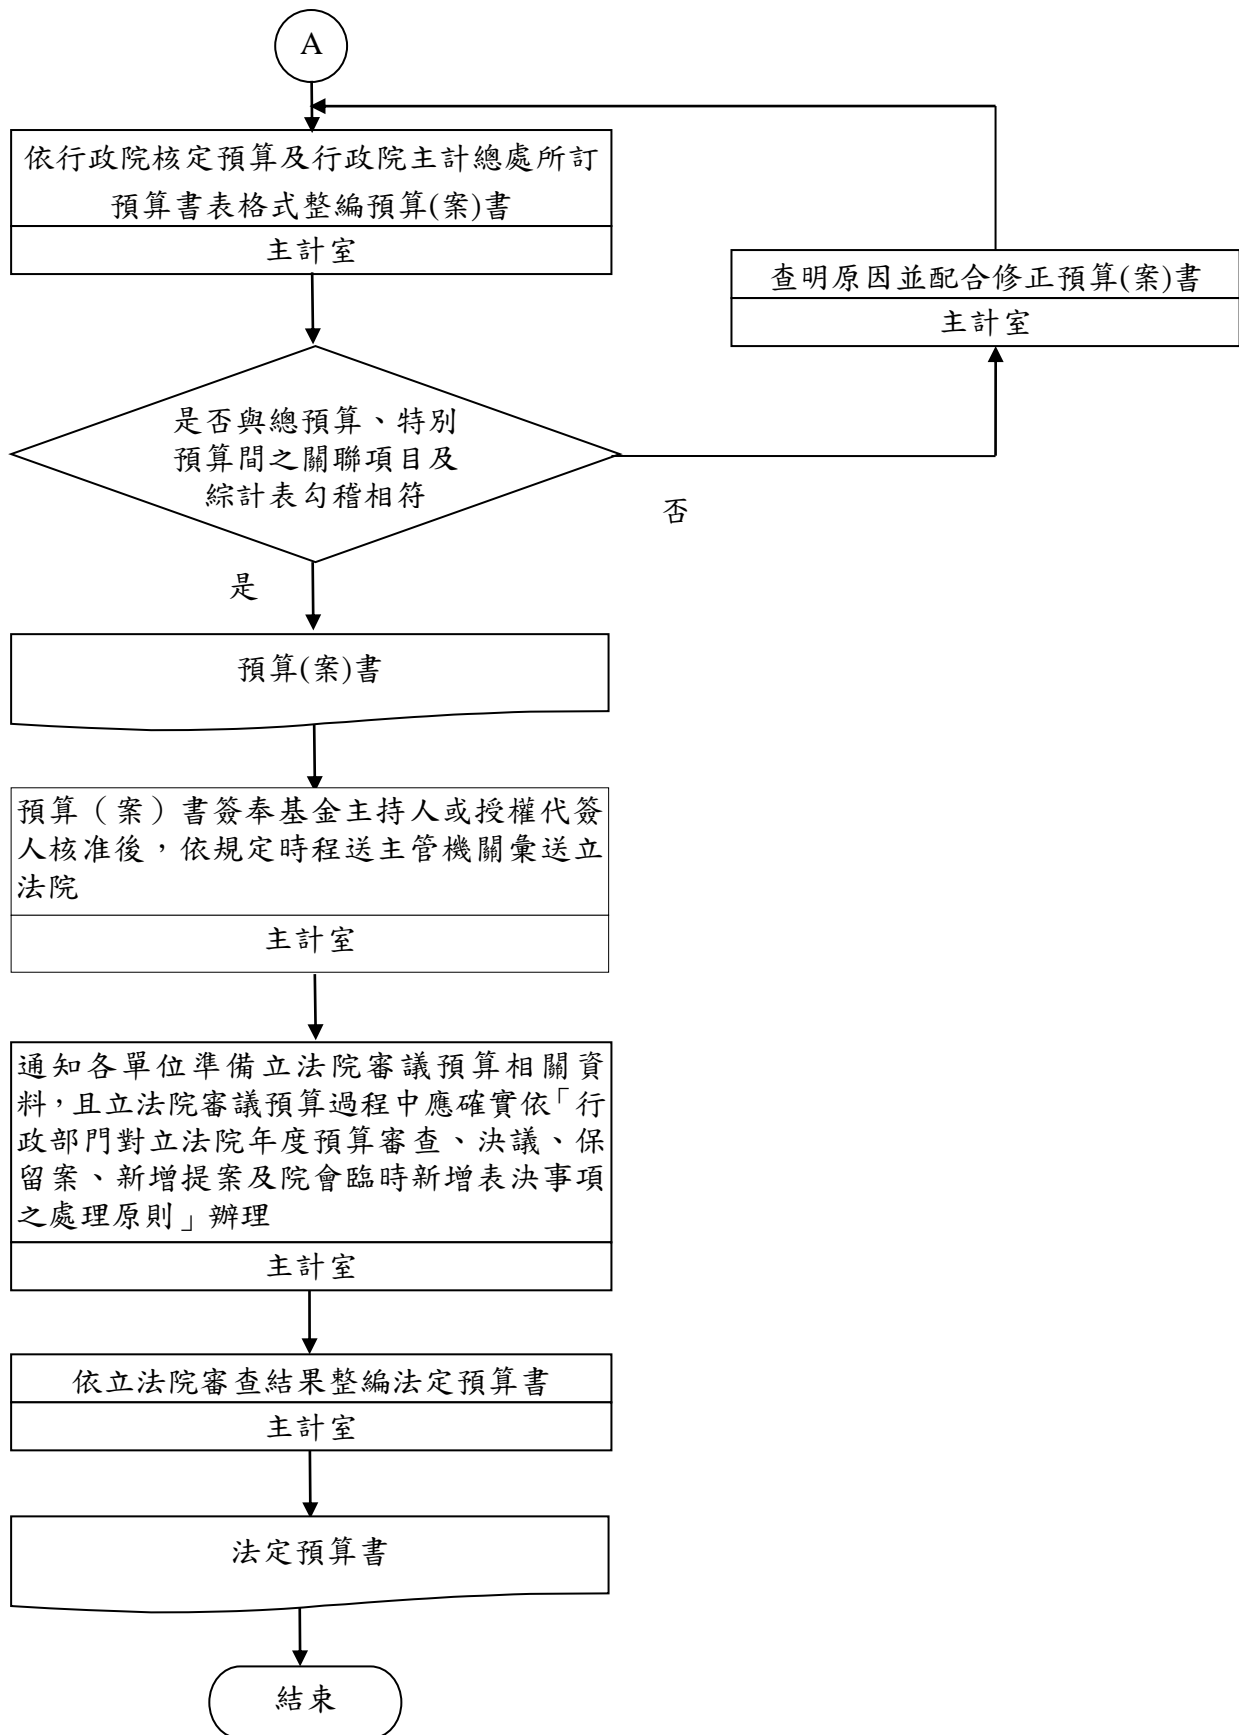 A
依行政院核定預算及行政院主計總處所訂
預算書表格式整編預算(案)書
主計室
查明原因並配合修正預算(案)書
主計室
是否與總預算、特別
預算間之關聯項目及
綜計表勾稽相符
否
是
預算(案)書
預算（案）書簽奉基金主持人或授權代簽
人核准後，依規定時程送主管機關彙送立
法院
主計室
通知各單位準備立法院審議預算相關資
料，且立法院審議預算過程中應確實依「行
政部門對立法院年度預算審查、決議、保
留案、新增提案及院會臨時新增表決事項
之處理原則」辦理
主計室
依立法院審查結果整編法定預算書
主計室
法定預算書
結束